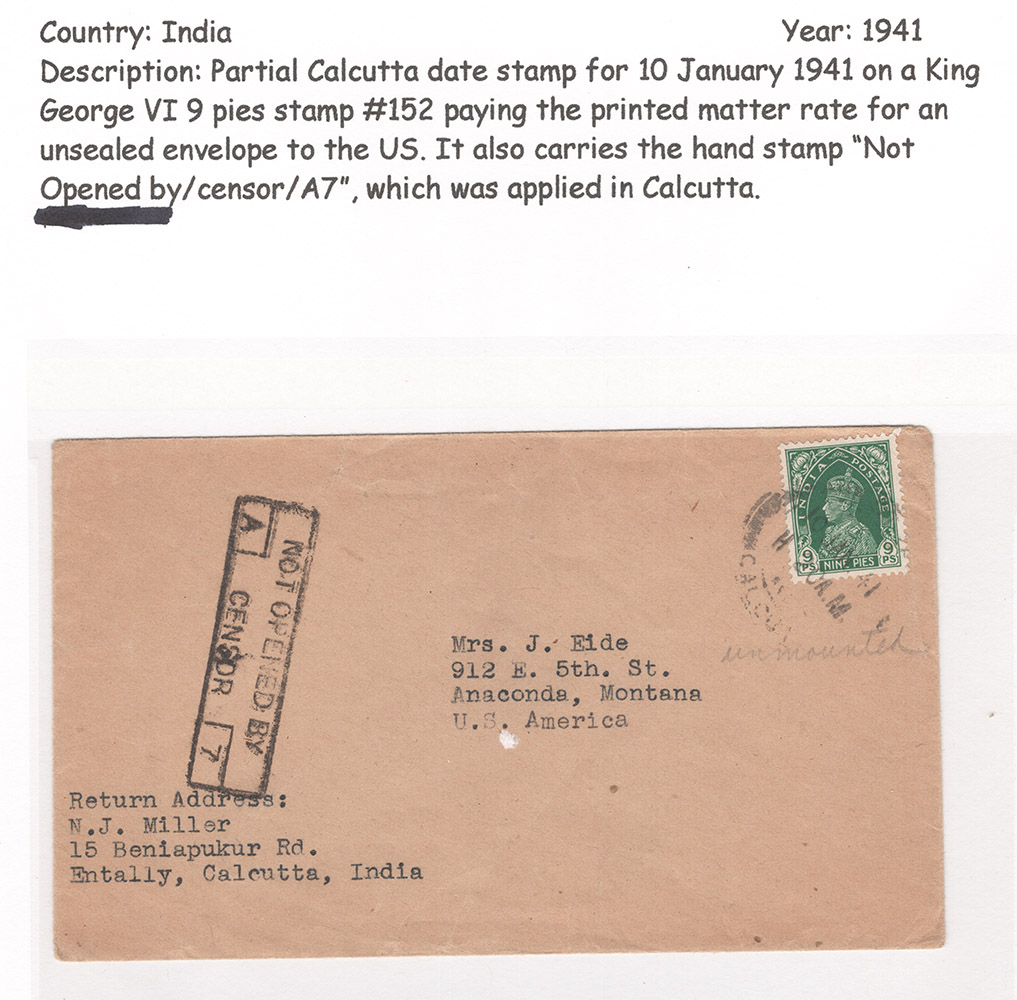 Country: India Year: 1941
Description: Partial Calcutta date stamp for 10 January 1941 on a King
George VI 9 pies stamp #152 paying the printed matter rate for an
unsealed envelope to the US. It also carries the hand stamp “Not
Opened by/censor/A7”, which was applied in Calcutta.
INDIA POSTAGE
9 PS NINE PIES 9 PS
unmounted
NOT OPENED BY
A CENSOR 7
Mrs. J. Eide
912 E. 5th. St.
Anaconda, Montana
U.S. America
Return Address:
N.J. Miller
15 Beniapukur Rd.
Entally, Calcutta, India